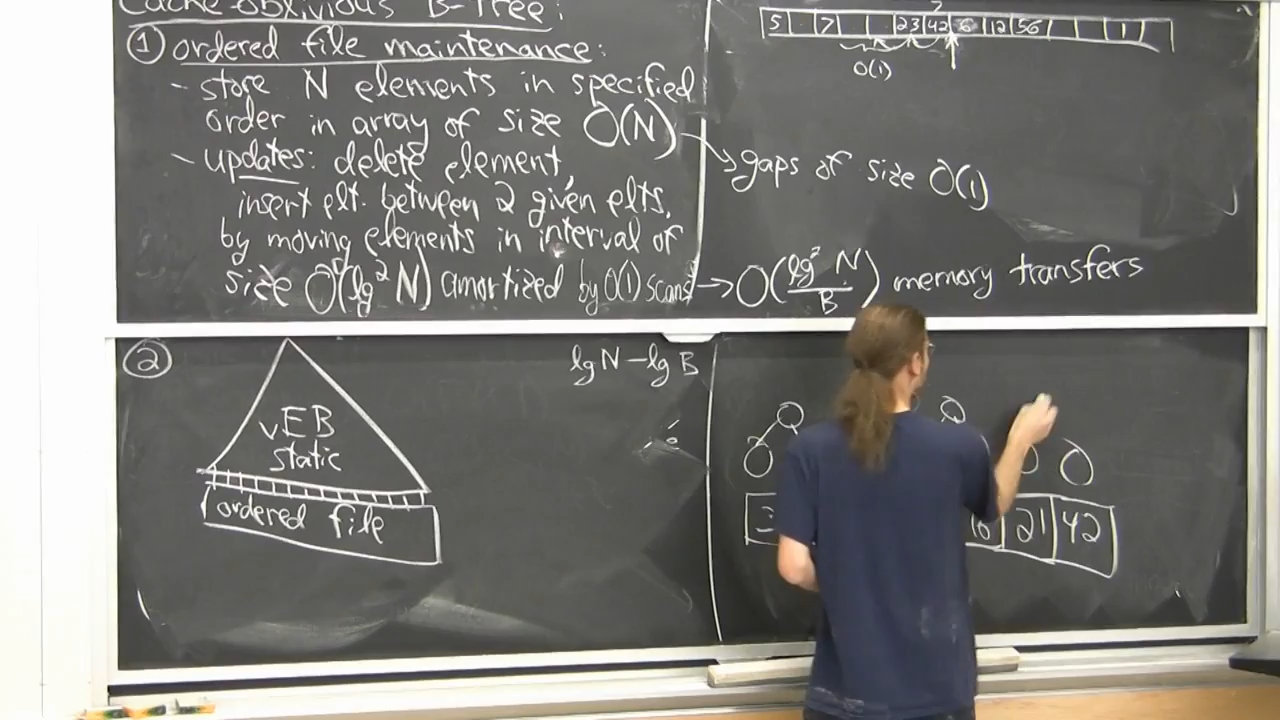 Cache-oblivious B-Tree:
① ordered file maintenance:
- store N elements in specified
order in array of size O(N)
- updates: delete element,
insert elt. between 2 given elts,
by moving elements in interval of
size O(lg² N) amortized by O(1) scans → O(lg² N / B) memory transfers
5 7 23 42 6 12 56 1
O(1)
gaps of size O(1)
②
vEB
static
ordered file
lg N - lg B
16 21 42